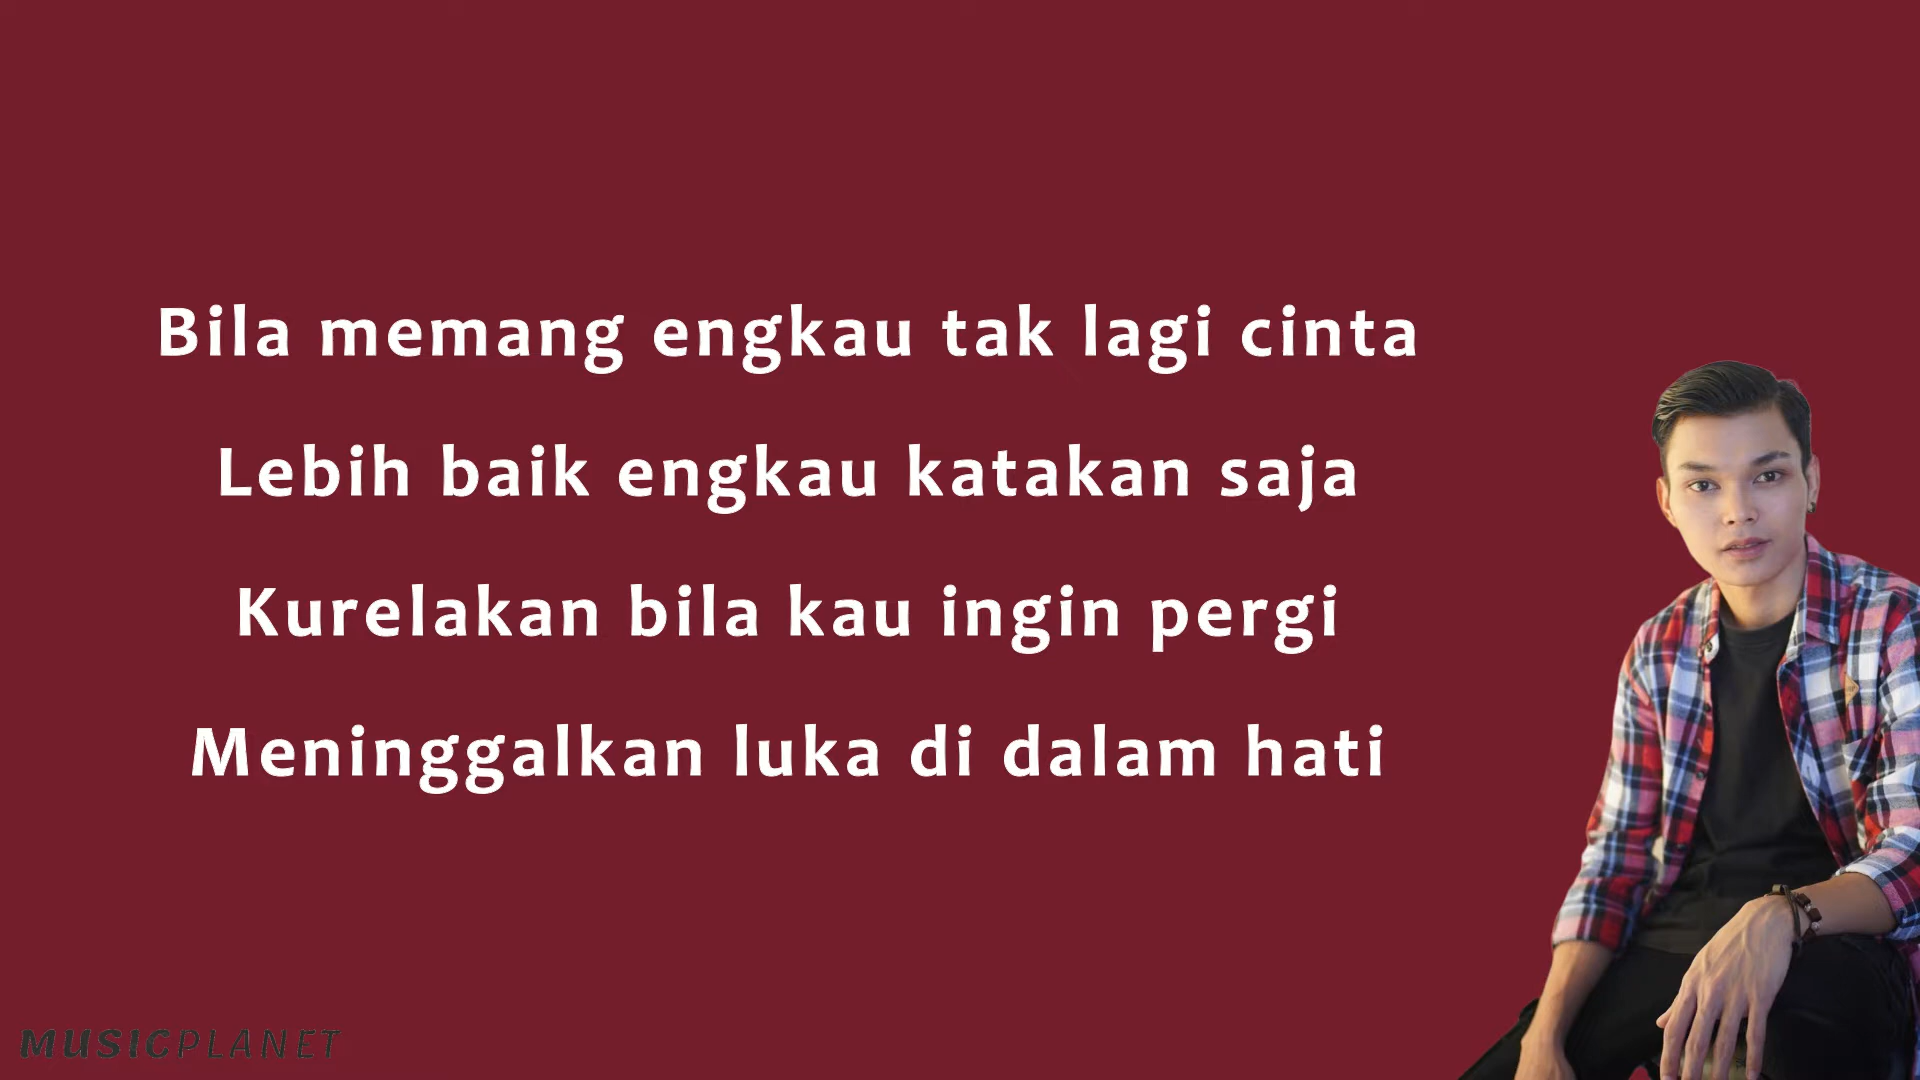 Bila memang engkau tak lagi cinta
Lebih baik engkau katakan saja
Kurelakan bila kau ingin pergi
Meninggalkan luka di dalam hati
MUSICPLANET